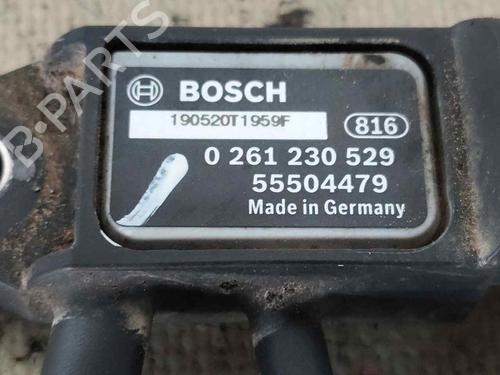 BOSCH
190520T1959F
816
0 261 230 529
55504479
Made in Germany
B-PARTS